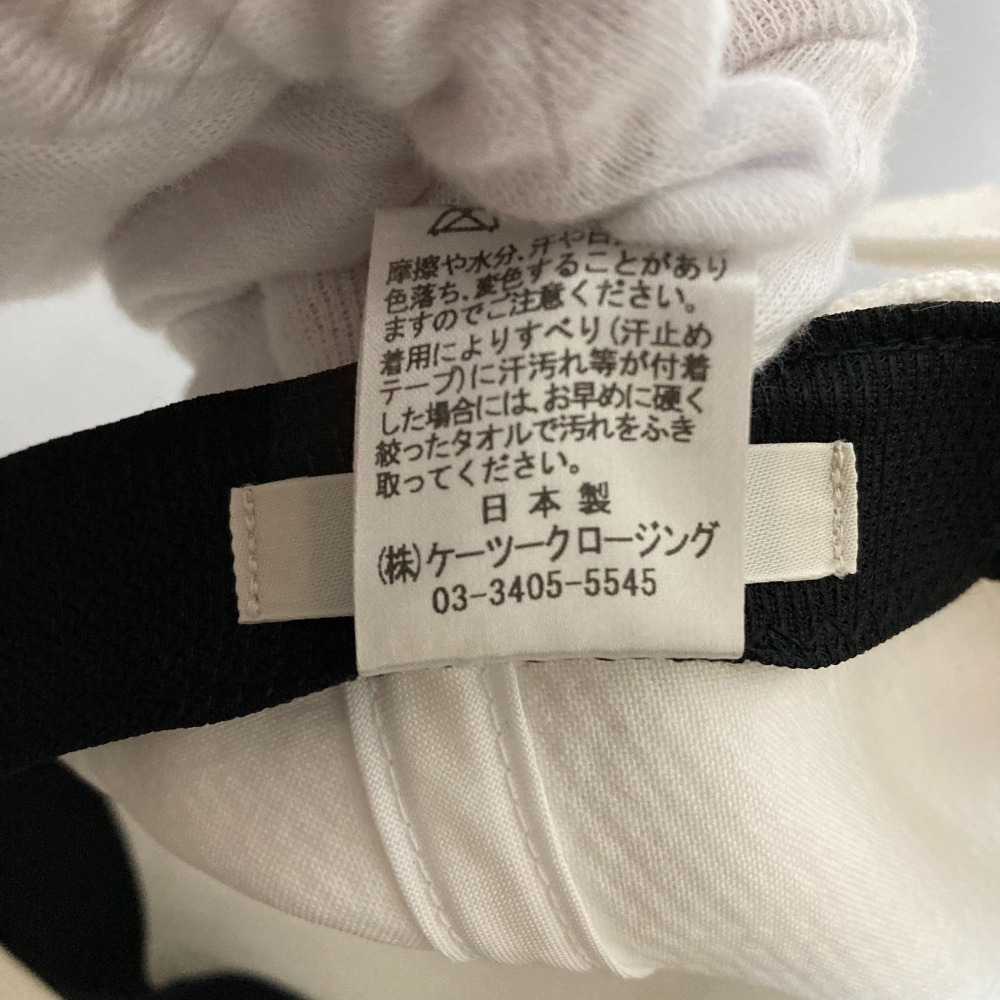 摩擦や水分、汗や
色落ち、変色することがあり
ますのでご注意ください。
着用によりすべり(汗止め
テープ)に汗汚れ等が付着
した場合には、お早めに硬く
絞ったタオルで汚れをふき
取ってください。
日本製
(株)ケーツークロージング
03-3405-5545